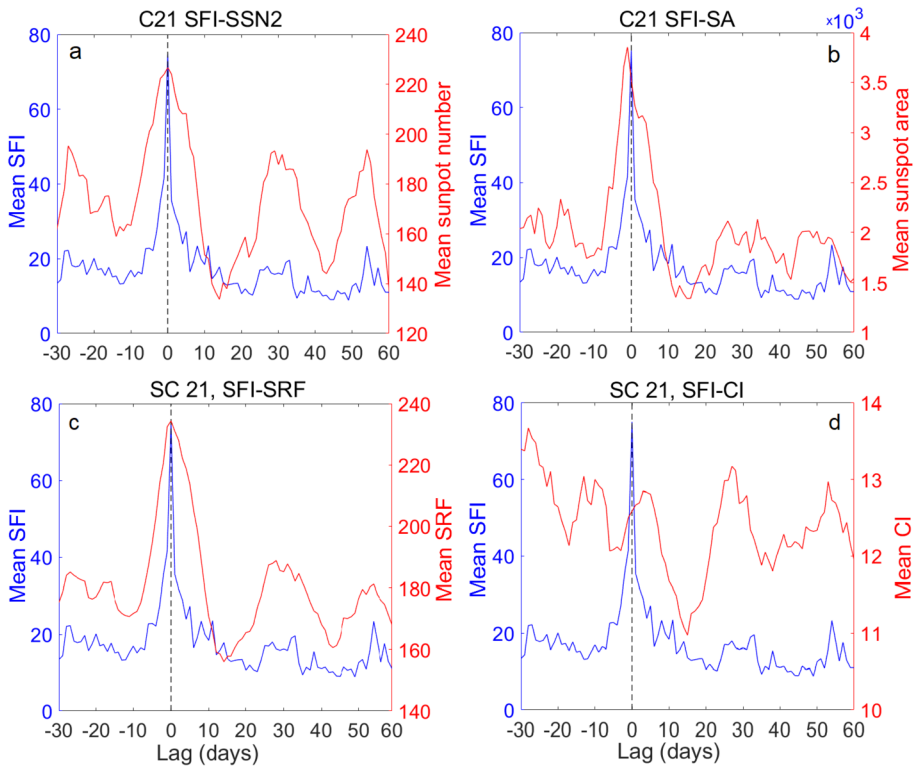 C21 SFI-SSN2
a
Mean SFI
80
60
40
20
0
240
220
200
180
160
140
120
Mean sunpot number
-30 -20 -10 0 10 20 30 40 50 60
C21 SFI-SA
×10³
b
Mean SFI
80
60
40
20
0
4
3.5
3
2.5
2
1.5
1
Mean sunspot area
-30 -20 -10 0 10 20 30 40 50 60
SC 21, SFI-SRF
c
Mean SFI
80
60
40
20
0
240
220
200
180
160
140
Mean SRF
-30 -20 -10 0 10 20 30 40 50 60
Lag (days)
SC 21, SFI-CI
d
Mean SFI
80
60
40
20
0
14
13
12
11
10
Mean CI
-30 -20 -10 0 10 20 30 40 50 60
Lag (days)